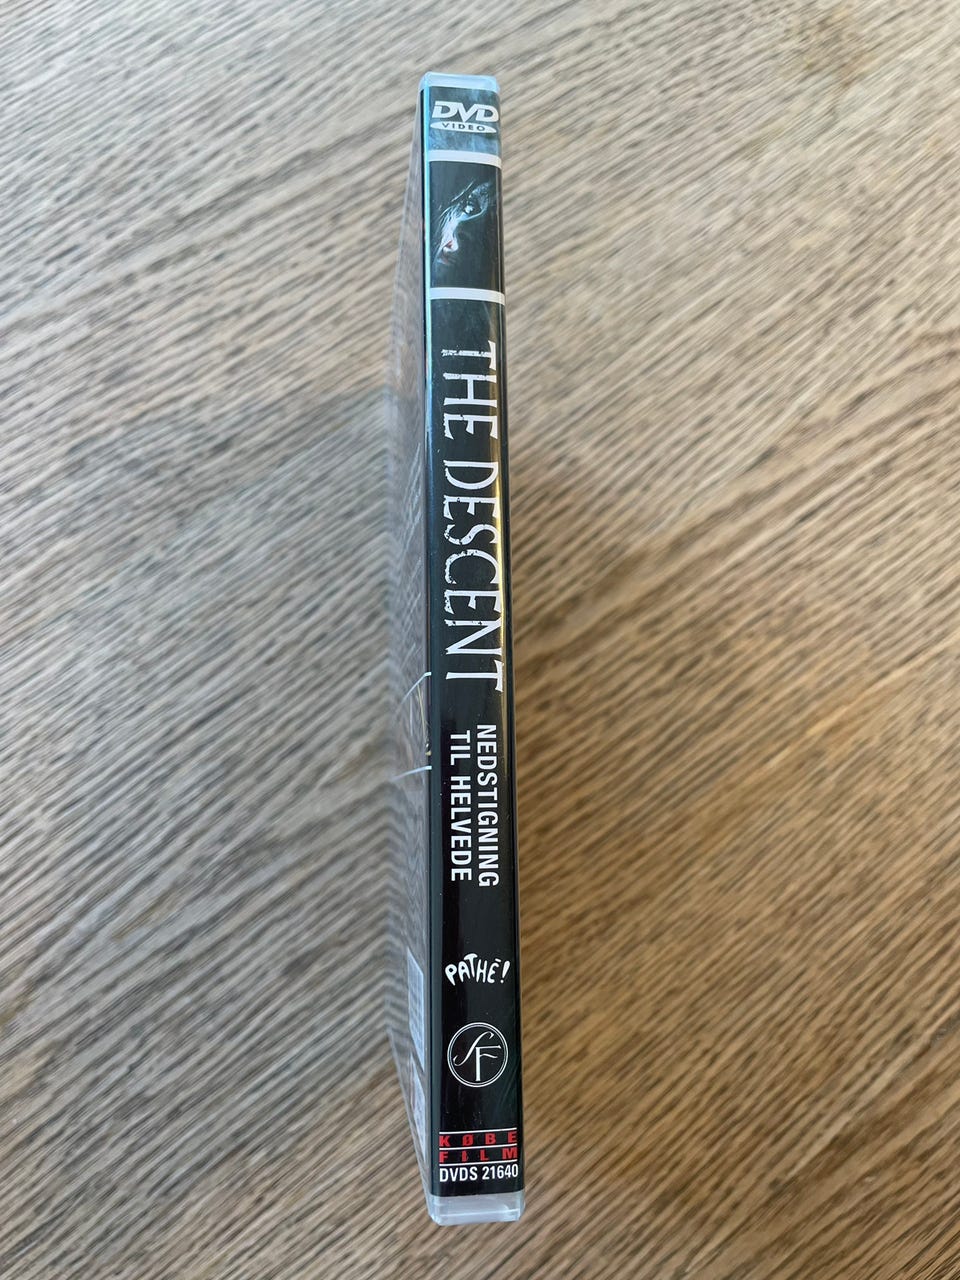 DVD
VIDEO
THE DESCENT
NEDSTIGNING
TIL HELVEDE
PATHÉ!
SF
KØBE
FILM
DVDS 21640